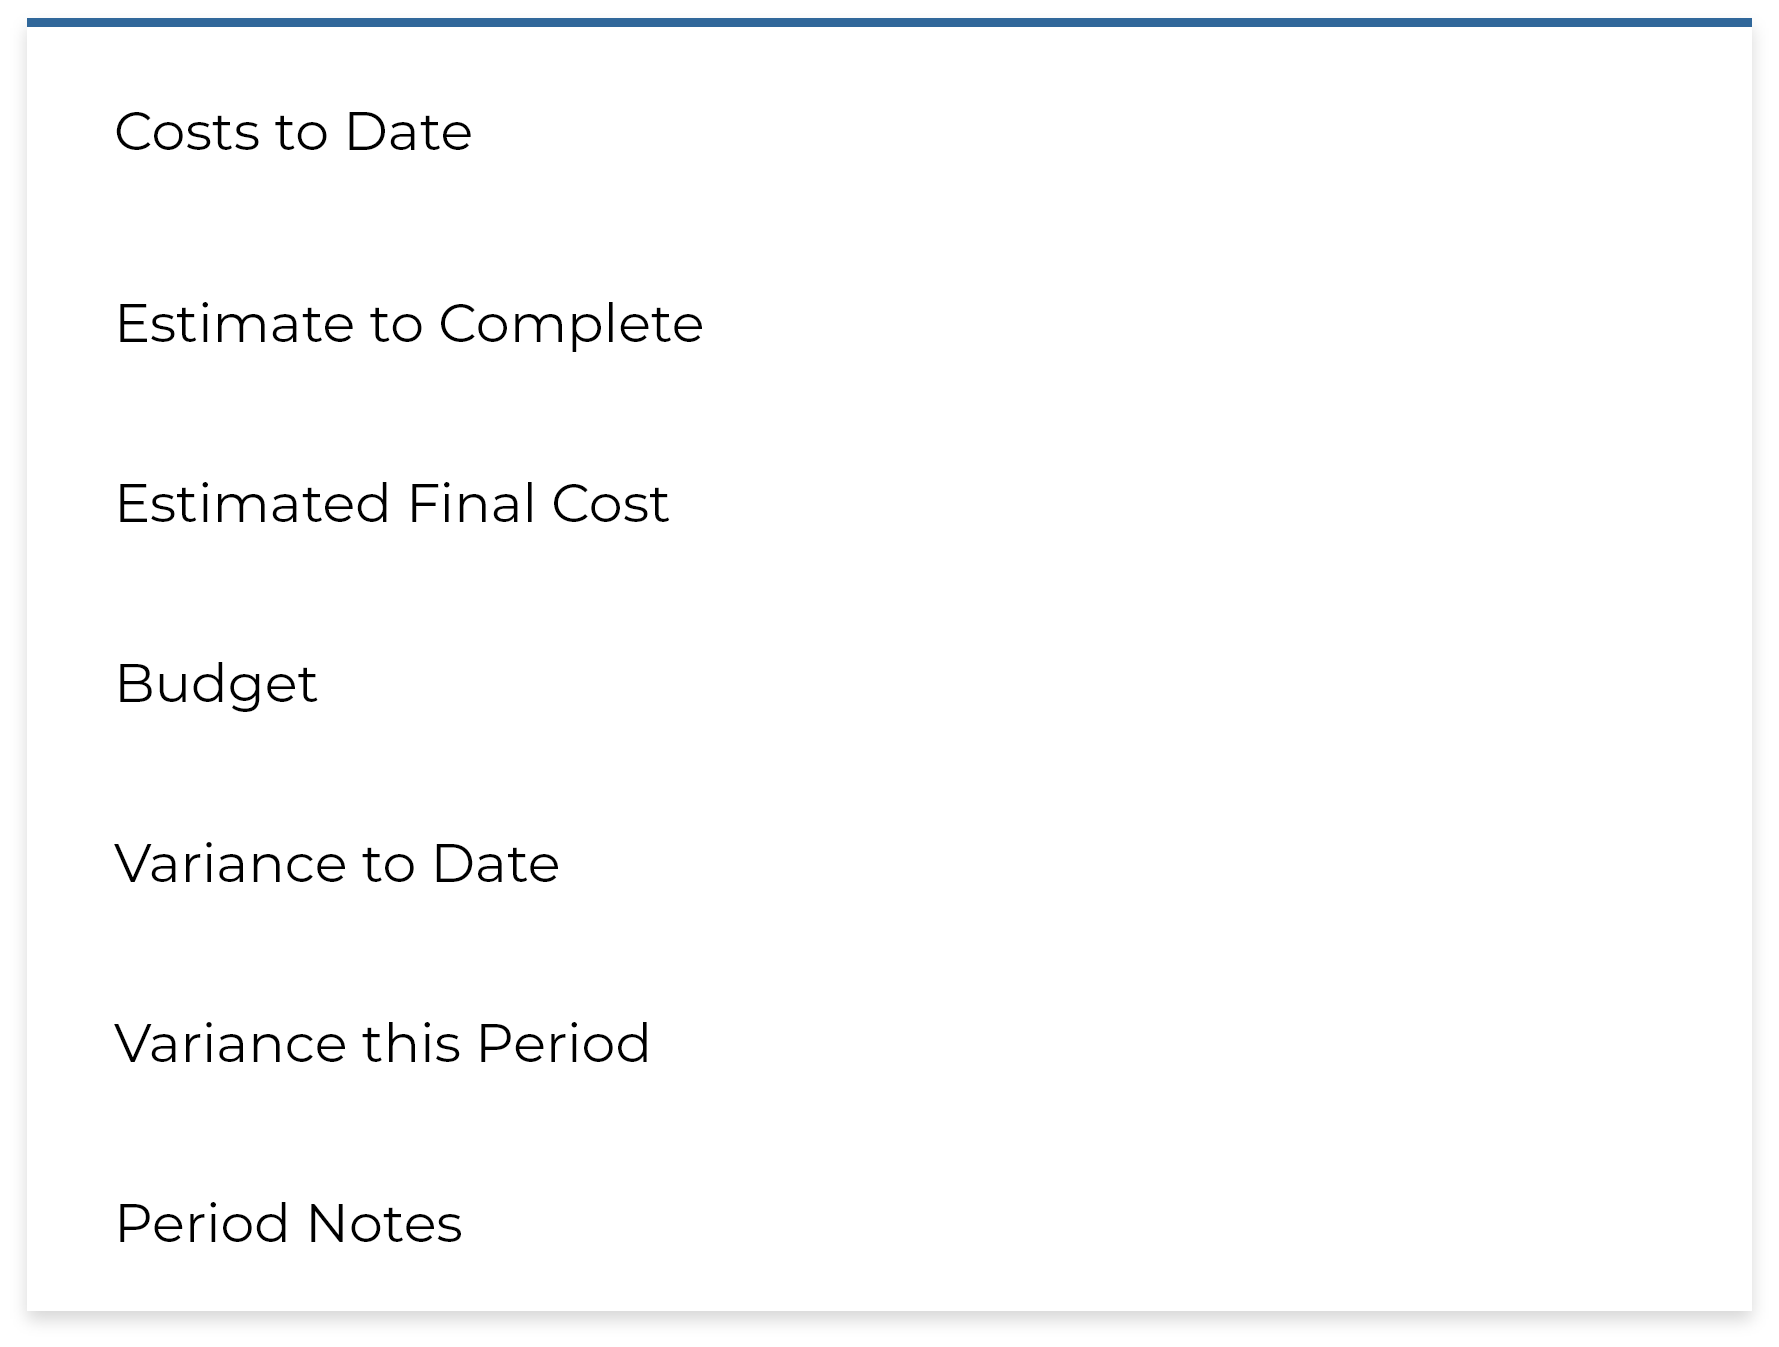 Costs to Date
Estimate to Complete
Estimated Final Cost
Budget
Variance to Date
Variance this Period
Period Notes